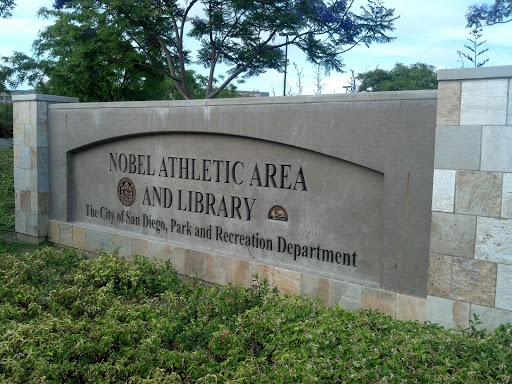 NOBEL ATHLETIC AREA
AND LIBRARY
The City of San Diego, Park and Recreation Department